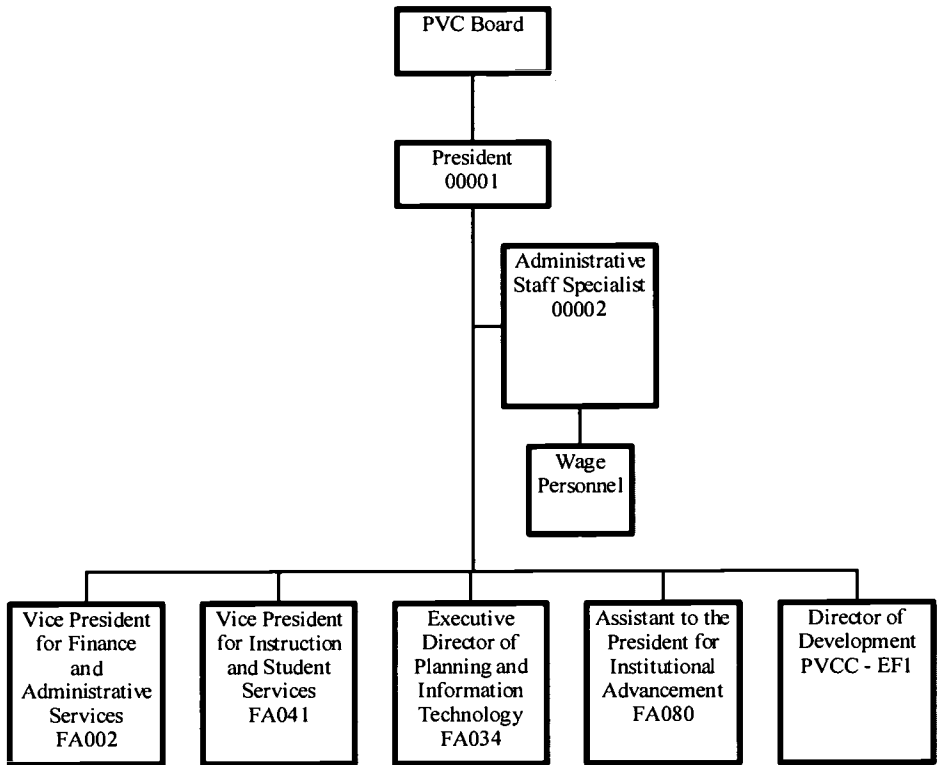 PVC Board
President
00001
Administrative
Staff Specialist
00002
Wage
Personnel
Vice President
for Finance
and
Administrative
Services
FA002
Vice President
for Instruction
and Student
Services
FA041
Executive
Director of
Planning and
Information
Technology
FA034
Assistant to the
President for
Institutional
Advancement
FA080
Director of
Development
PVCC - EF1